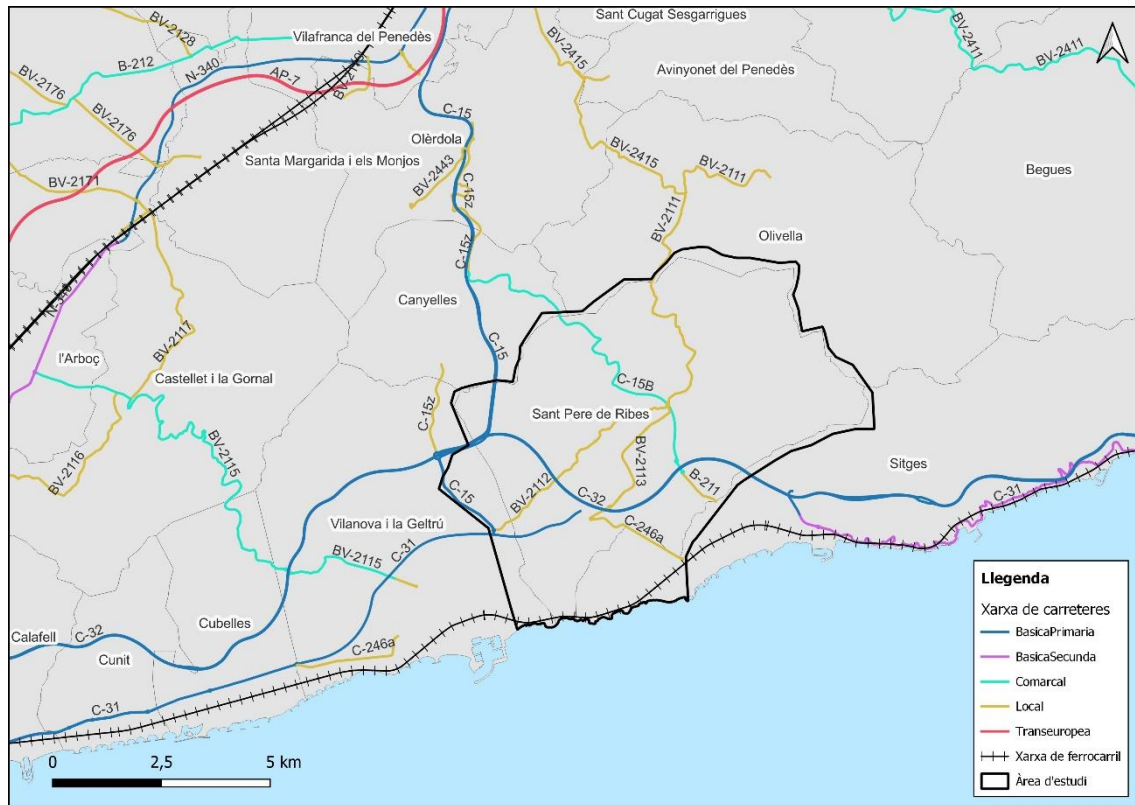 Sant Cugat Sesgarrigues
BV-2128
Vilafranca del Penedès
BV-2415
BV-2411
BV-2411
B-212
N-340
AP-7
Avinyonet del Penedès
BV-2176
BV-2176
C-15
Olèrdola
Santa Margarida i els Monjos
BV-2443
C-15z
BV-2415
BV-2111
Begues
BV-2171
BV-2111
Olivella
C-15z
C-15z
Canyelles
N-340
BV-2117
C-15
l'Arboç
Castellet i la Gornal
C-15B
C-15z
Sant Pere de Ribes
BV-2116
BV-2115
BV-2113
Sitges
B-211
C-31
C-15
BV-2112
C-32
Vilanova i la Geltrú
C-31
C-246a
BV-2115
Cubelles
Calafell
C-32
Cunit
C-246a
C-31
0
2,5
5 km
Llegenda
Xarxa de carreteres
BasicaPrimaria
BasicaSecunda
Comarcal
Local
Transeuropea
Xarxa de ferrocarril
Àrea d'estudi